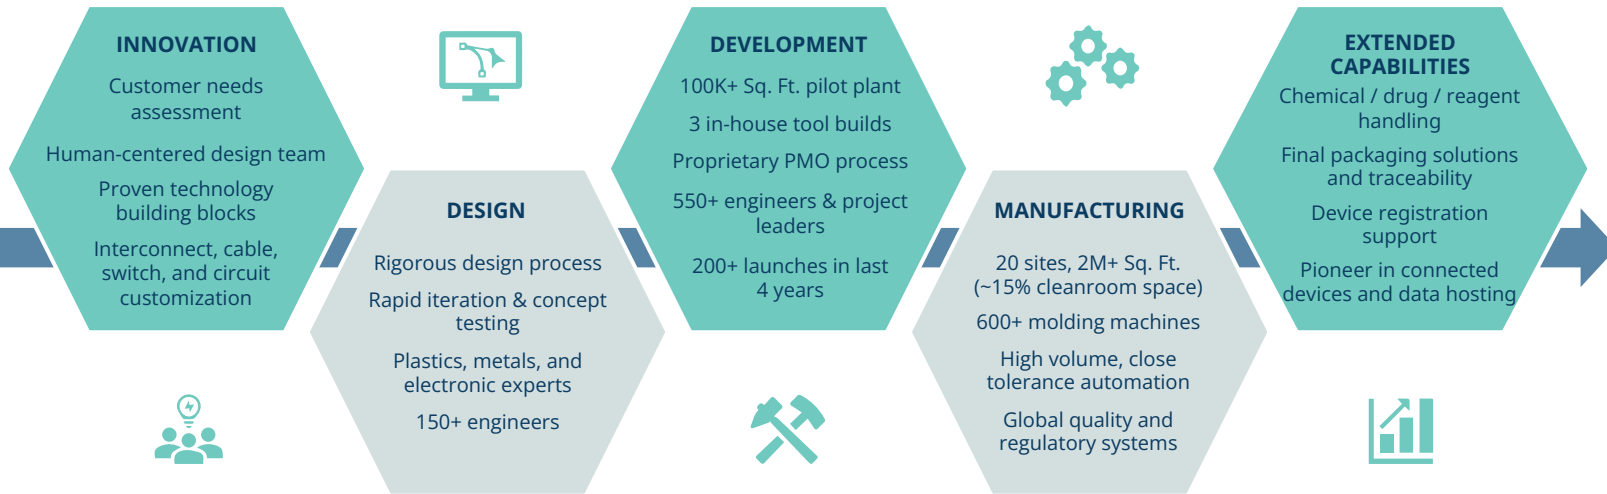 INNOVATION
Customer needs
assessment
Human-centered design team
Proven technology
building blocks
Interconnect, cable,
switch, and circuit
customization
DESIGN
Rigorous design process
Rapid iteration & concept
testing
Plastics, metals, and
electronic experts
150+ engineers
DEVELOPMENT
100K+ Sq. Ft. pilot plant
3 in-house tool builds
Proprietary PMO process
550+ engineers & project
leaders
200+ launches in last
4 years
MANUFACTURING
20 sites, 2M+ Sq. Ft.
(~15% cleanroom space)
600+ molding machines
High volume, close
tolerance automation
Global quality and
regulatory systems
EXTENDED
CAPABILITIES
Chemical / drug / reagent
handling
Final packaging solutions
and traceability
Device registration
support
Pioneer in connected
devices and data hosting